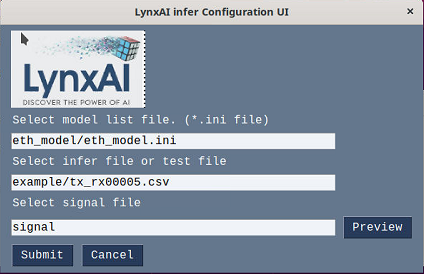 LynxAI infer Configuration UI
×
LynxAI
DISCOVER THE POWER OF AI
Select model list file. (*.ini file)
eth_model/eth_model.ini
Select infer file or test file
example/tx_rx00005.csv
Select signal file
signal
Preview
Submit Cancel